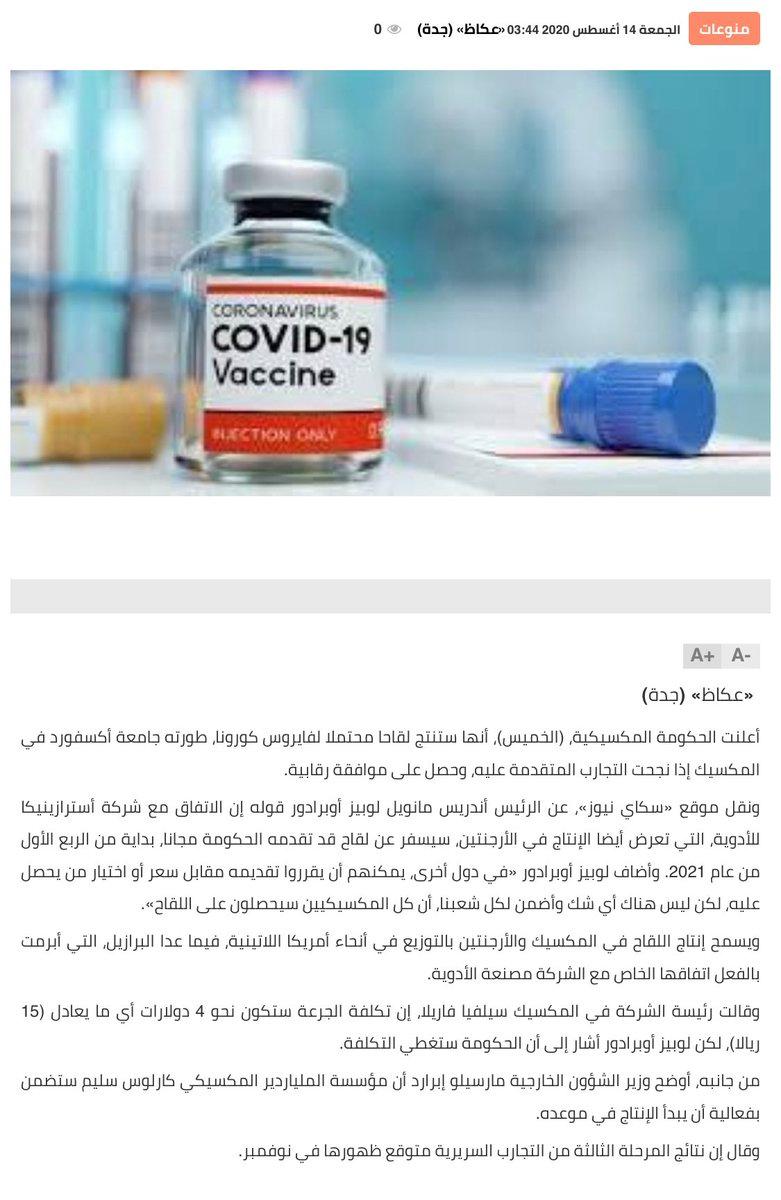 منوعات
الجمعة 14 أغسطس 2020 03:44 «عكاظ» (جدة) 0
CORONAVIRUS
COVID-19
Vaccine
INJECTION ONLY
A+ A-
«عكاظ» (جدة)
أعلنت الحكومة المكسيكية، (الخميس)، أنها ستنتج لقاحا محتملا لفايروس كورونا، طورته جامعة أكسفورد في
المكسيك إذا نجحت التجارب المتقدمة عليه، وحصل على موافقة رقابية.
ونقل موقع «سكاي نيوز»، عن الرئيس أندريس مانويل لوبيز أوبرادور قوله إن الاتفاق مع شركة أسترازينيكا
للأدوية، التي تعرض أيضا الإنتاج في الأرجنتين، سيسفر عن لقاح قد تقدمه الحكومة مجانا، بداية من الربع الأول
من عام 2021. وأضاف لوبيز أوبرادور «في دول أخرى، يمكنهم أن يقرروا تقديمه مقابل سعر أو اختيار من يحصل
عليه، لكن ليس هناك أي شك وأضمن لكل شعبنا، أن كل المكسيكيين سيحصلون على اللقاح».
ويسمح إنتاج اللقاح في المكسيك والأرجنتين بالتوزيع في أنحاء أمريكا اللاتينية، فيما عدا البرازيل، التي أبرمت
بالفعل اتفاقها الخاص مع الشركة مصنعة الأدوية.
وقالت رئيسة الشركة في المكسيك سيلفيا فاريلا، إن تكلفة الجرعة ستكون نحو 4 دولارات أي ما يعادل (15
ريالا)، لكن لوبيز أوبرادور أشار إلى أن الحكومة ستغطي التكلفة.
من جانبه، أوضح وزير الشؤون الخارجية مارسيلو إبرارد أن مؤسسة الملياردير المكسيكي كارلوس سليم ستضمن
بفعالية أن يبدأ الإنتاج في موعده.
وقال إن نتائج المرحلة الثالثة من التجارب السريرية متوقع ظهورها في نوفمبر.